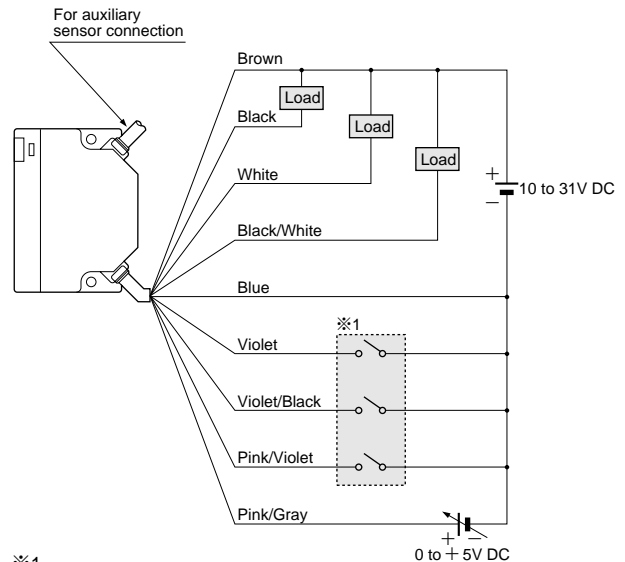 For auxiliary
sensor connection
Brown
Load
Black
Load
White
Load
+
−
10 to 31V DC
Black/White
Blue
※1
Violet
Violet/Black
Pink/Violet
Pink/Gray
+ −
0 to + 5V DC
※1